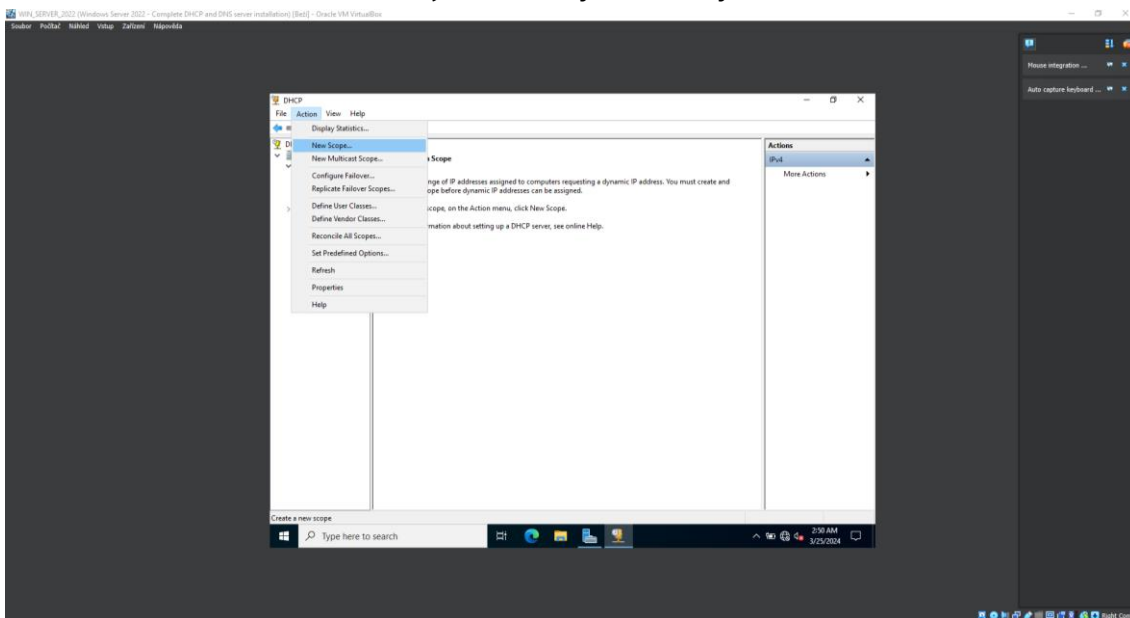 WIN_SERVER_2022 (Windows Server 2022 - Complete DHCP and DNS server installation) [Běží] - Oracle VM VirtualBox
Soubor Počítač Náhled Vstup Zařízení Nápověda
Mouse integration ...
Auto capture keyboard ...
DHCP
File Action View Help
Display Statistics...
New Scope...
New Multicast Scope...
Configure Failover...
Replicate Failover Scopes...
Define User Classes...
Define Vendor Classes...
Reconcile All Scopes...
Set Predefined Options...
Refresh
Properties
Help
Scope
nge of IP addresses assigned to computers requesting a dynamic IP address. You must create and
ope before dynamic IP addresses can be assigned.
cope, on the Action menu, click New Scope.
rmation about setting up a DHCP server, see online Help.
Actions
IPv4
More Actions
Create a new scope
Type here to search
2:50 AM
3/25/2024
Right Con